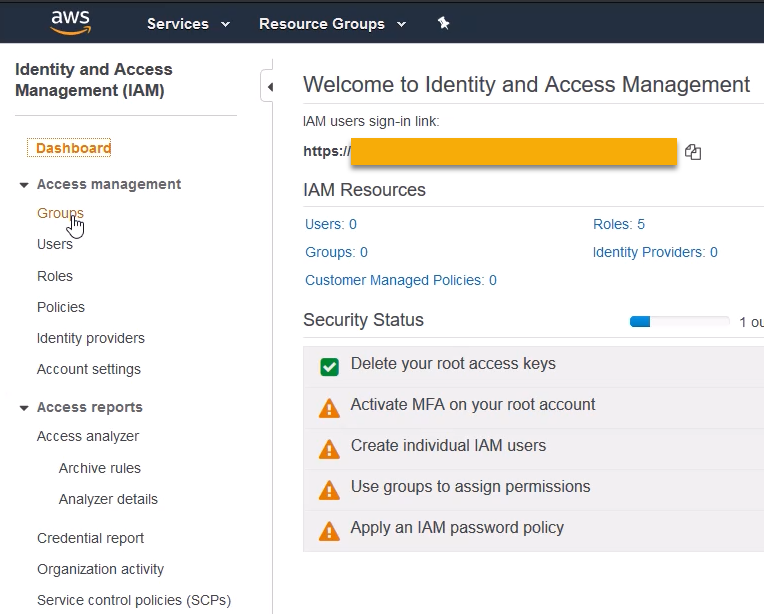 aws
Services
Resource Groups
Identity and Access
Management (IAM)
Dashboard
Access management
Groups
Users
Roles
Policies
Identity providers
Account settings
Access reports
Access analyzer
Archive rules
Analyzer details
Credential report
Organization activity
Service control policies (SCPs)
Welcome to Identity and Access Management
IAM users sign-in link:
https://
IAM Resources
Users: 0
Roles: 5
Groups: 0
Identity Providers: 0
Customer Managed Policies: 0
Security Status
1 ou
Delete your root access keys
Activate MFA on your root account
Create individual IAM users
Use groups to assign permissions
Apply an IAM password policy